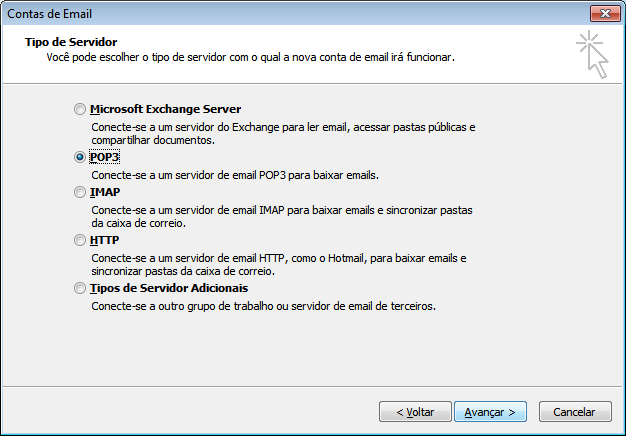 Contas de Email
Tipo de Servidor
Você pode escolher o tipo de servidor com o qual a nova conta de email irá funcionar.
Microsoft Exchange Server
Conecte-se a um servidor do Exchange para ler email, acessar pastas públicas e
compartilhar documentos.
POP3
Conecte-se a um servidor de email POP3 para baixar emails.
IMAP
Conecte-se a um servidor de email IMAP para baixar emails e sincronizar pastas
da caixa de correio.
HTTP
Conecte-se a um servidor de email HTTP, como o Hotmail, para baixar emails e
sincronizar pastas da caixa de correio.
Tipos de Servidor Adicionais
Conecte-se a outro grupo de trabalho ou servidor de email de terceiros.
< Voltar
Avançar >
Cancelar